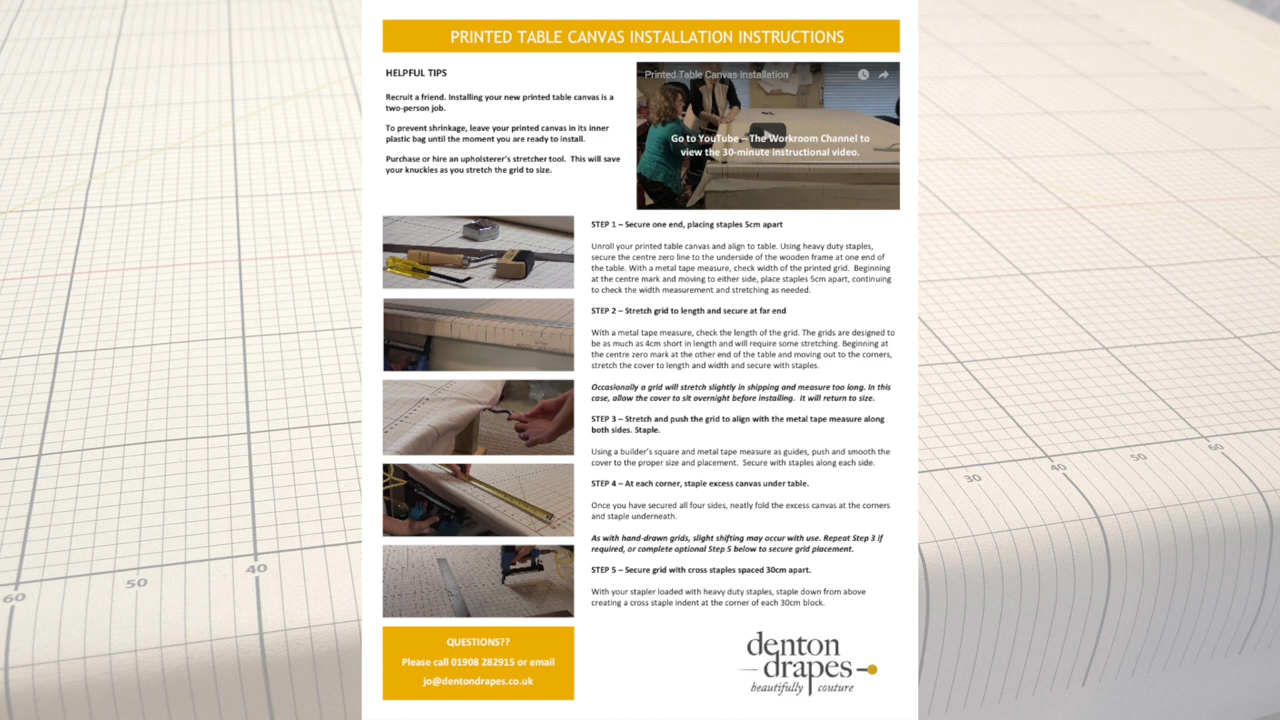 PRINTED TABLE CANVAS INSTALLATION INSTRUCTIONS
HELPFUL TIPS
Recruit a friend. Installing your new printed table canvas is a
two-person job.
To prevent shrinkage, leave your printed canvas in its inner
plastic bag until the moment you are ready to install.
Purchase or hire an upholsterer's stretcher tool. This will save
your knuckles as you stretch the grid to size.
Printed Table Canvas Installation
Go to YouTube – The Workroom Channel to
view the 30-minute instructional video.
STEP 1 – Secure one end, placing staples 5cm apart
Unroll your printed table canvas and align to table. Using heavy duty staples,
secure the centre zero line to the underside of the wooden frame at one end of
the table. With a metal tape measure, check width of the printed grid. Beginning
at the centre mark and moving to either side, place staples 5cm apart, continuing
to check the width measurement and stretching as needed.
STEP 2 – Stretch grid to length and secure at far end
With a metal tape measure, check the length of the grid. The grids are designed to
be as much as 4cm short in length and will require some stretching. Beginning at
the centre zero mark at the other end of the table and moving out to the corners,
stretch the cover to length and width and secure with staples.
Occasionally a grid will stretch slightly in shipping and measure too long. In this
case, allow the cover to sit overnight before installing. It will return to size.
STEP 3 – Stretch and push the grid to align with the metal tape measure along
both sides. Staple.
Using a builder's square and metal tape measure as guides, push and smooth the
cover to the proper size and placement. Secure with staples along each side.
STEP 4 – At each corner, staple excess canvas under table.
Once you have secured all four sides, neatly fold the excess canvas at the corners
and staple underneath.
As with hand-drawn grids, slight shifting may occur with use. Repeat Step 3 if
required, or complete optional Step 5 below to secure grid placement.
STEP 5 – Secure grid with cross staples spaced 30cm apart.
With your stapler loaded with heavy duty staples, staple down from above
creating a cross staple indent at the corner of each 30cm block.
QUESTIONS??
Please call 01908 282915 or email
jo@dentondrapes.co.uk
denton
drapes
beautifully couture
60 50 40
30 40 50 60